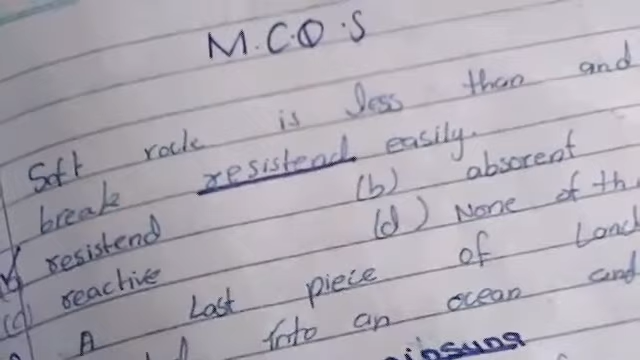 M.C.Q.S
Soft rock is less than and
break resistend easily.
resistend (b) absorent
(c) reactive (d) None of th
A Last piece of Land
into an ocean and